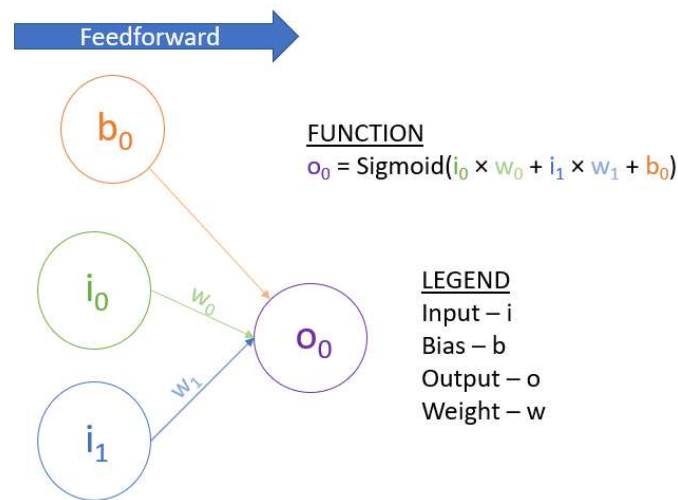 Feedforward
b₀
FUNCTION
o₀ = Sigmoid(i₀ × w₀ + i₁ × w₁ + b₀)
i₀
w₀
o₀
LEGEND
Input – i
Bias – b
Output – o
Weight – w
w₁
i₁